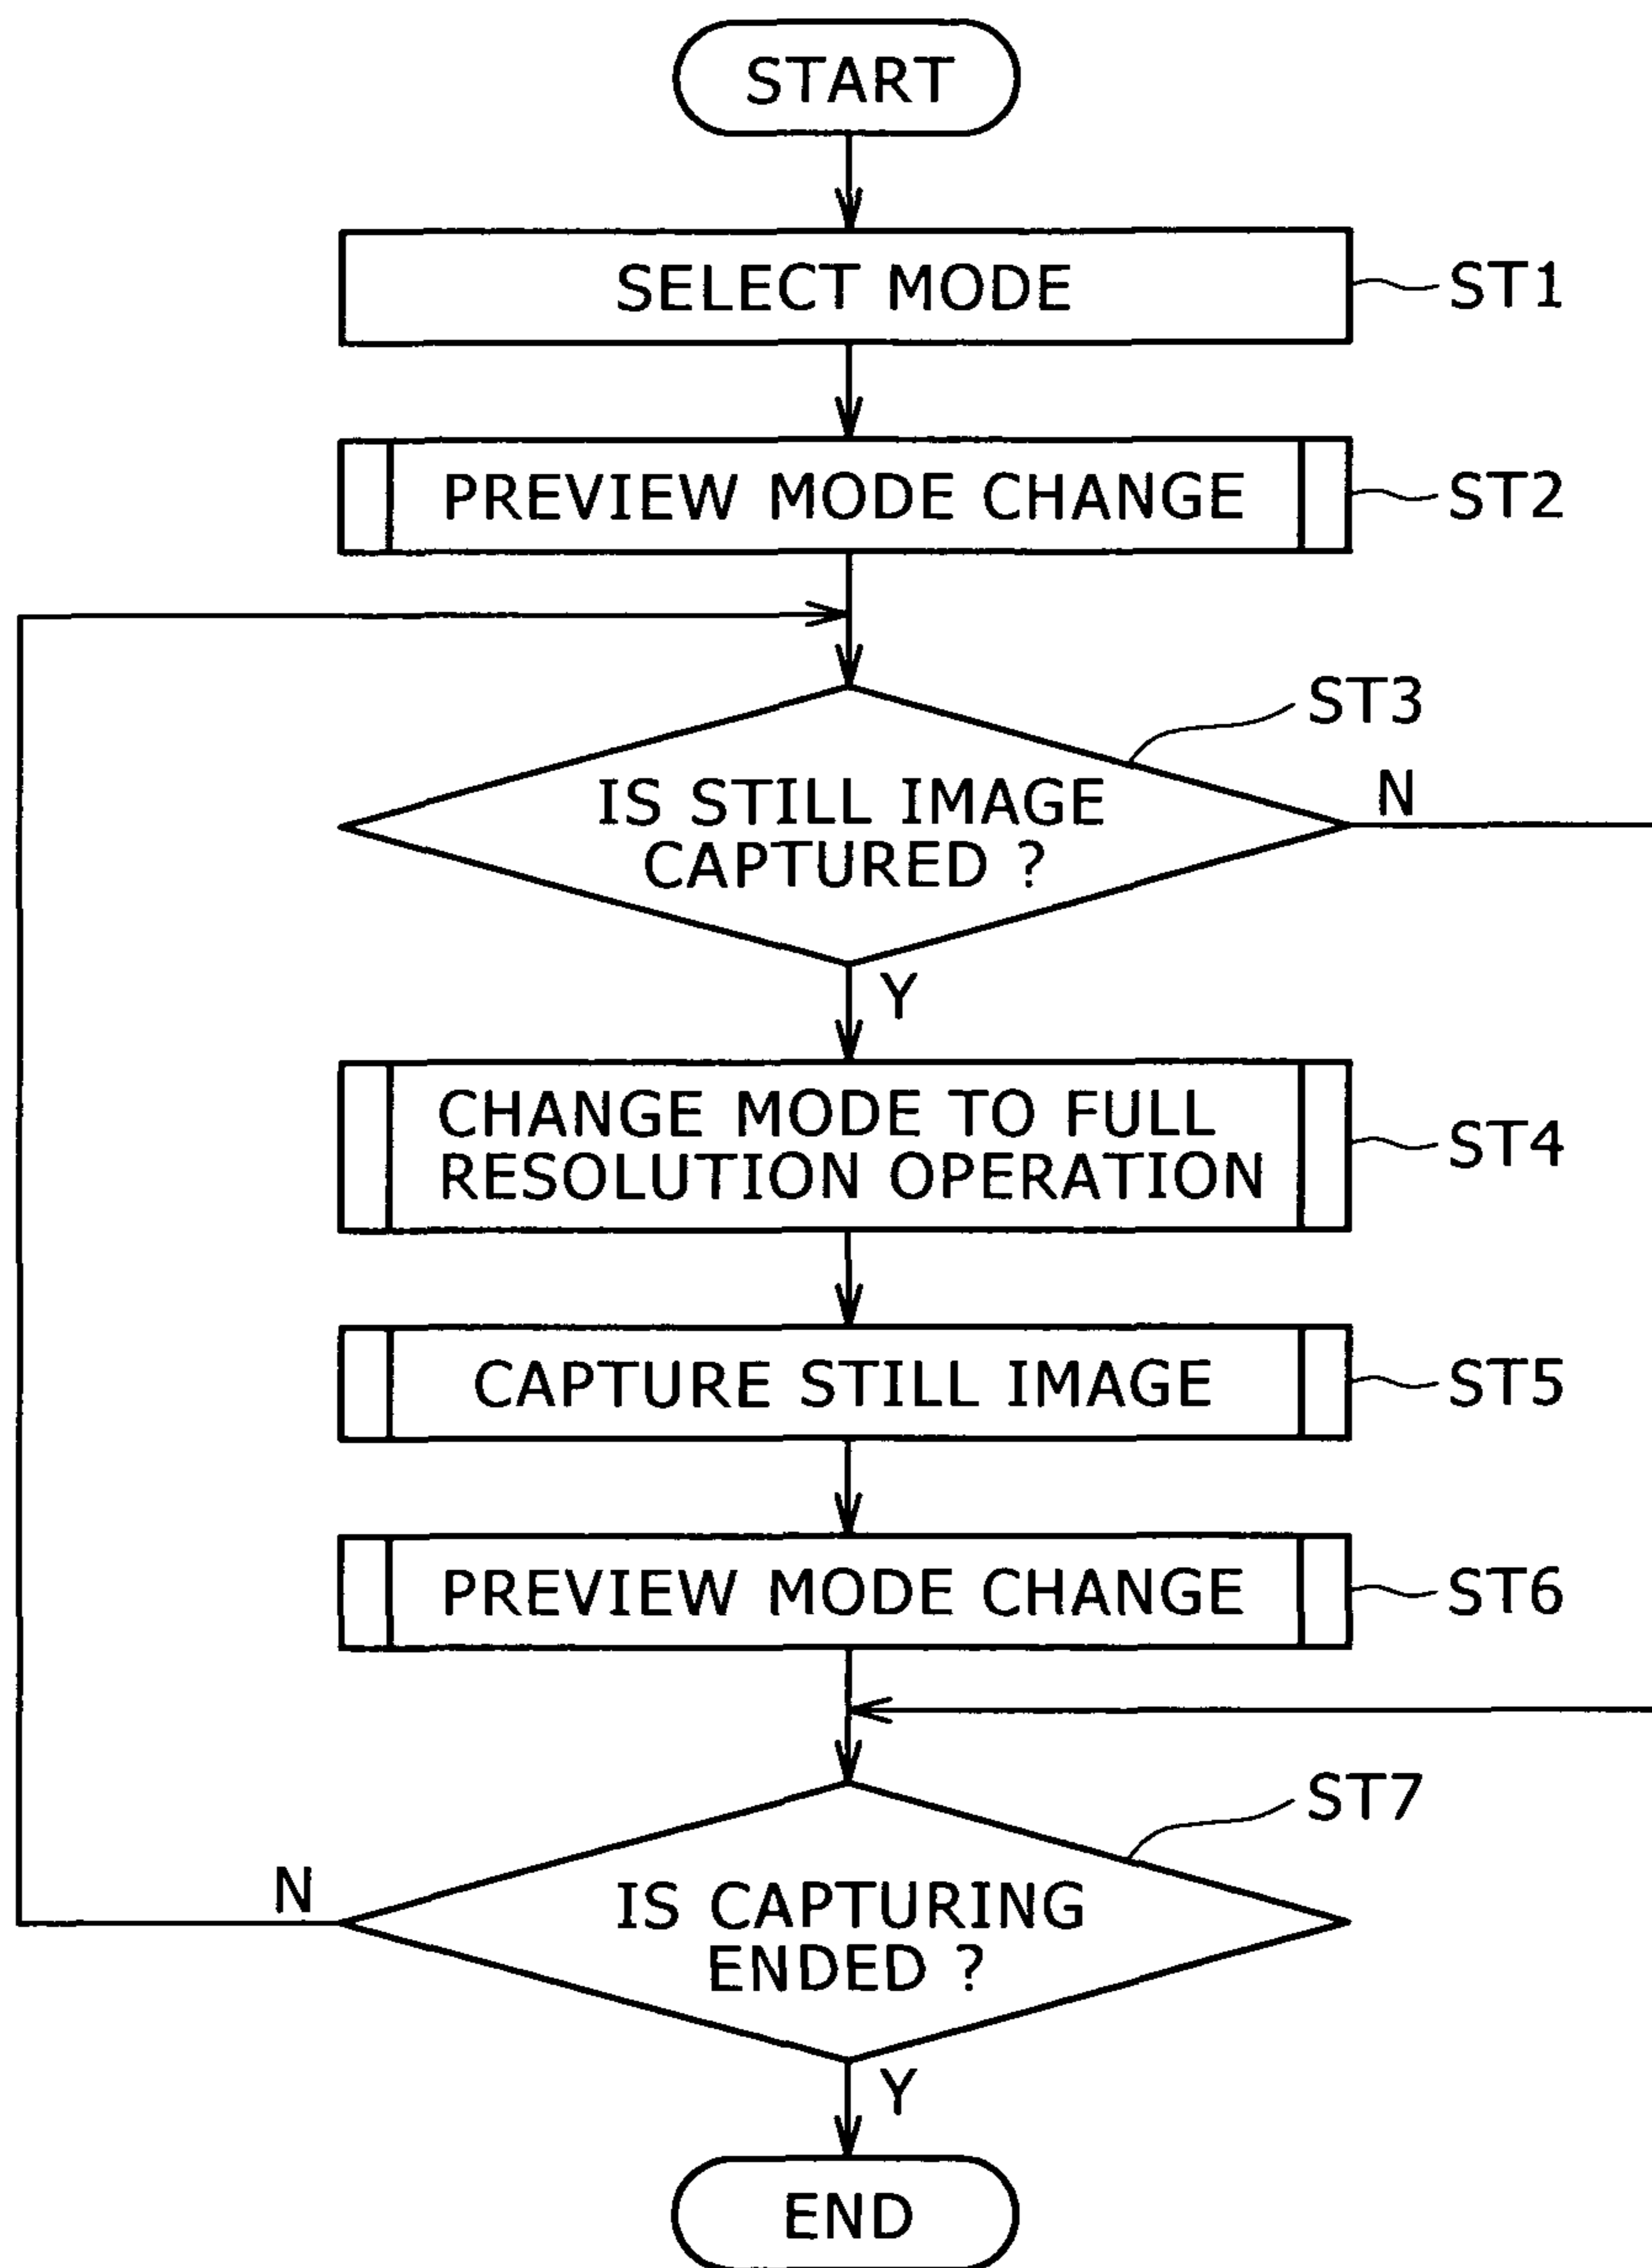 START
SELECT MODE
ST1
PREVIEW MODE CHANGE
ST2
ST3
IS STILL IMAGE
CAPTURED ?
N
Y
CHANGE MODE TO FULL
RESOLUTION OPERATION
ST4
CAPTURE STILL IMAGE
ST5
PREVIEW MODE CHANGE
ST6
ST7
N
IS CAPTURING
ENDED ?
Y
END